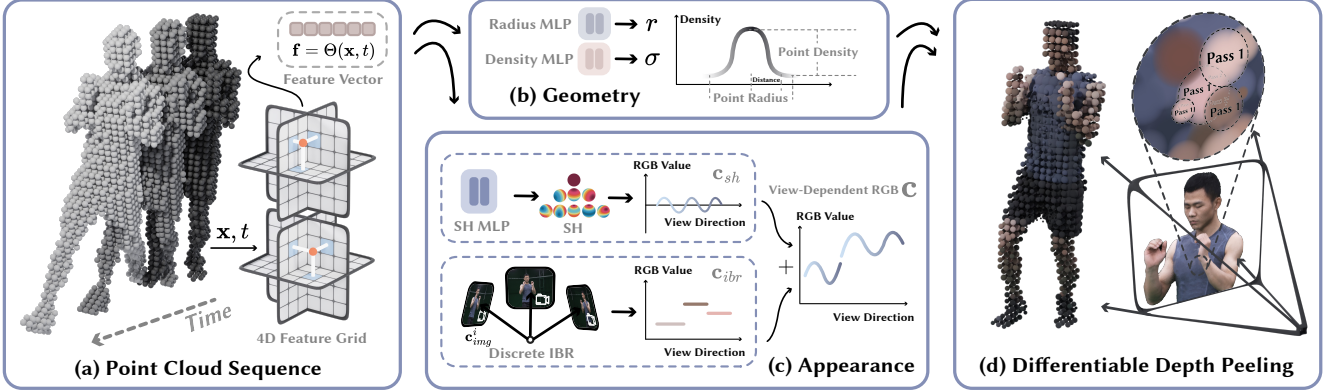 f = Θ(x, t)
Feature Vector
x, t
Time
4D Feature Grid
(a) Point Cloud Sequence
Radius MLP
r
Density MLP
σ
Density
Point Density
Distance
Point Radius
(b) Geometry
RGB Value
c_sh
SH MLP
SH
View Direction
RGB Value
c_ibr
c^i_img
Discrete IBR
View Direction
View-Dependent RGB c
RGB Value
+
View Direction
(c) Appearance
Pass 1
Pass 1
Pass 1
Pass 1
(d) Differentiable Depth Peeling